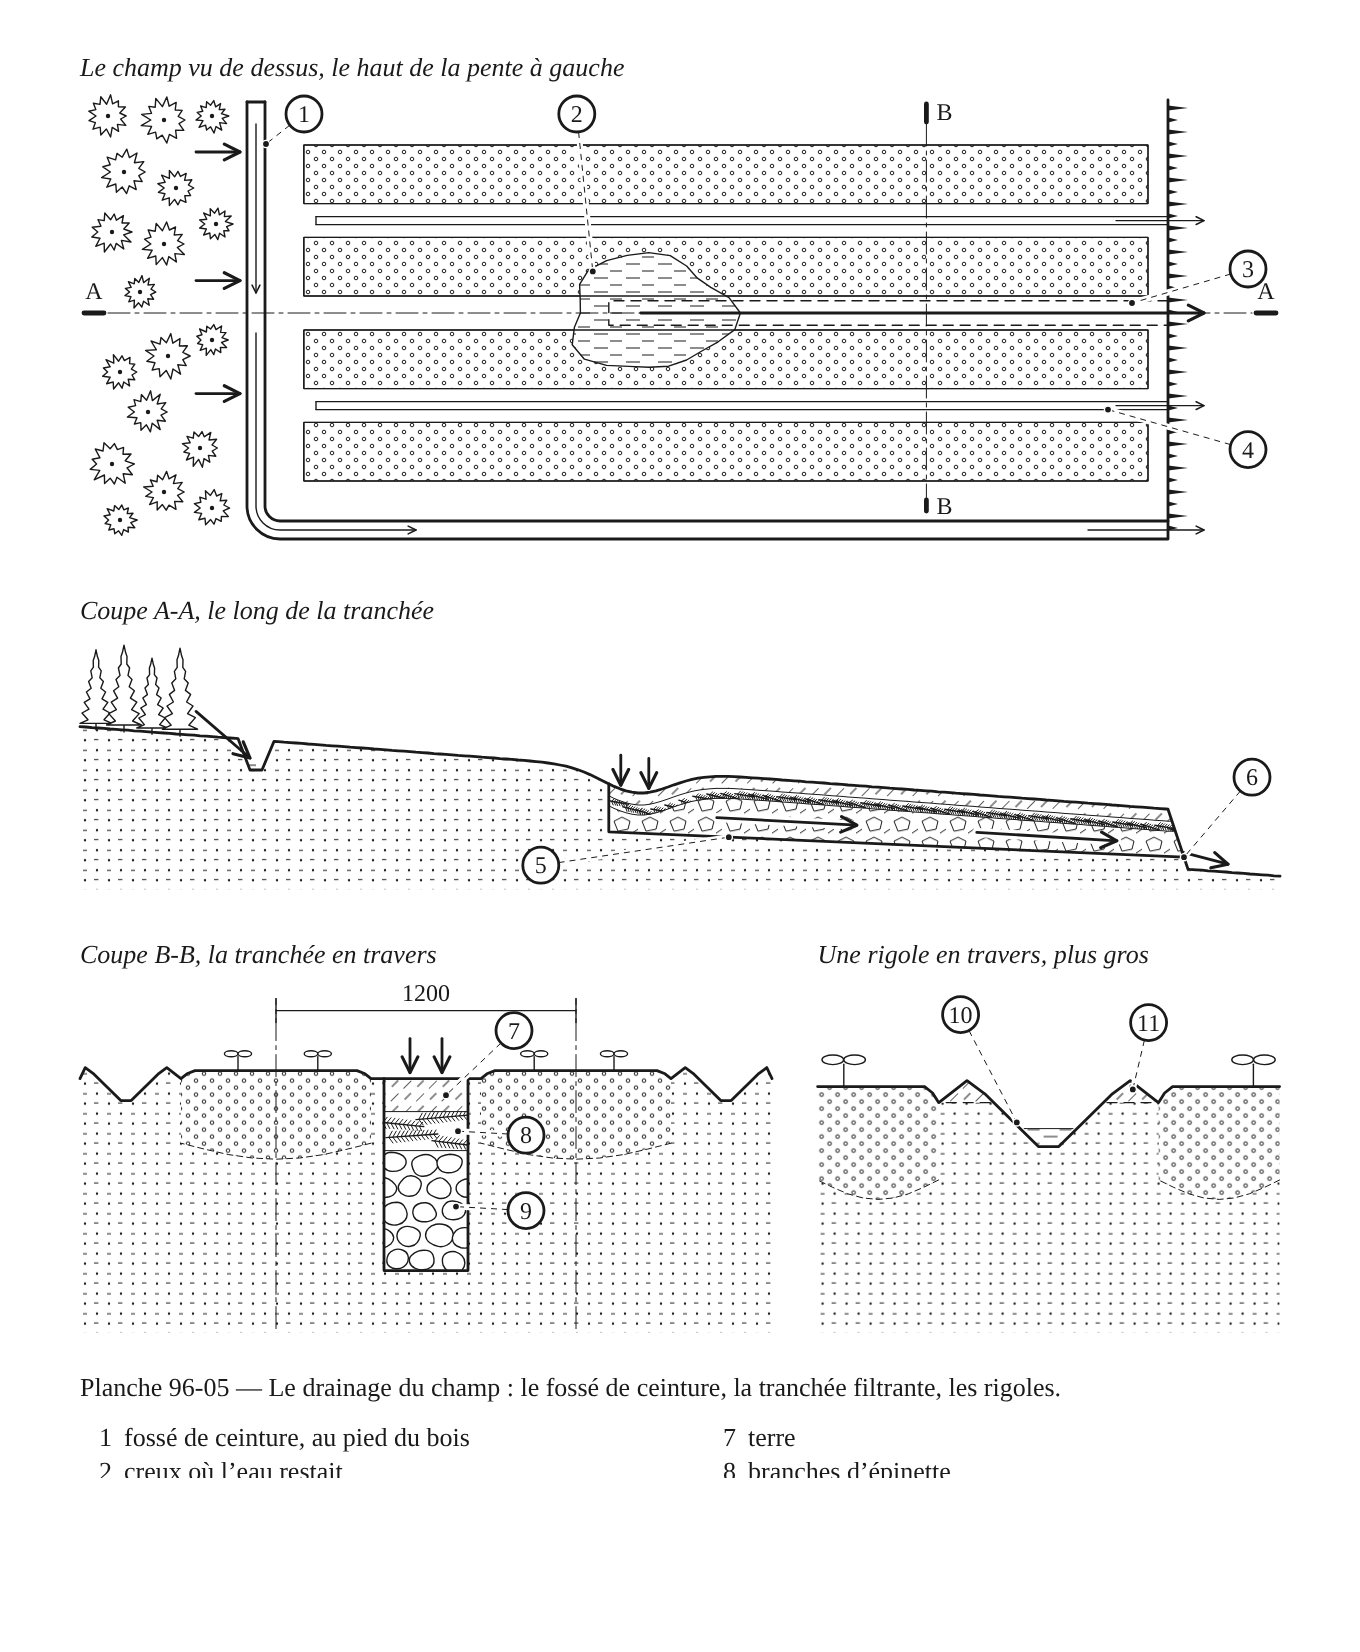 Le champ vu de dessus, le haut de la pente à gauche
1
2
B
3
A
A
4
B
Coupe A-A, le long de la tranchée
6
5
Coupe B-B, la tranchée en travers
Une rigole en travers, plus gros
1200
7
10
11
8
9
Planche 96-05 — Le drainage du champ : le fossé de ceinture, la tranchée filtrante, les rigoles.
1 fossé de ceinture, au pied du bois
7 terre
2 creux où l’eau restait
8 branches d’épinette